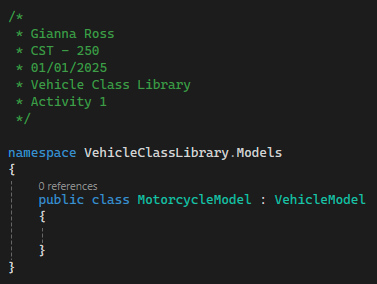 /*
 * Gianna Ross
 * CST - 250
 * 01/01/2025
 * Vehicle Class Library
 * Activity 1
 */
namespace VehicleClassLibrary.Models
{
0 references
public class MotorcycleModel : VehicleModel
{
}
}